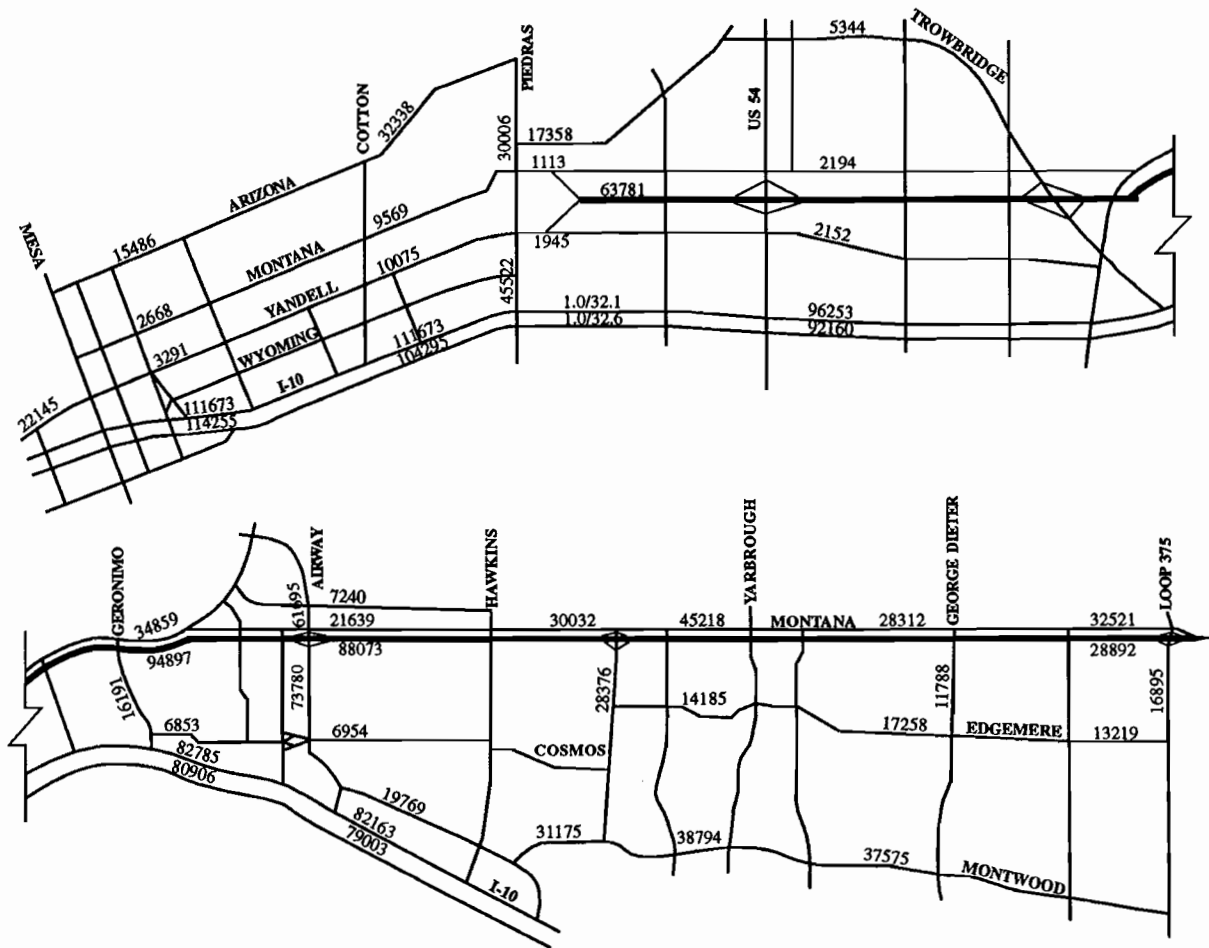 5344
TROWBRIDGE
PIEDRAS
COTTON
32338
US 54
17358
30006
1113
2194
63781
ARIZONA
9569
15486
MESA
MONTANA
1945
2152
10075
2668
YANDELL
45522
1.0/32.1
1.0/32.6
96253
92160
3291
WYOMING
111673
104295
I-10
22145
111673
114255
GERONIMO
AIRWAY
HAWKINS
YARBROUGH
GEORGE DIETER
LOOP 375
34859
61695
7240
21639
30032
45218
MONTANA
28312
32521
94897
88073
28892
16191
73780
28376
14185
11788
16895
6853
6954
COSMOS
17258
EDGEMERE
13219
82785
80906
19769
82163
79003
31175
38794
37575
MONTWOOD
I-10